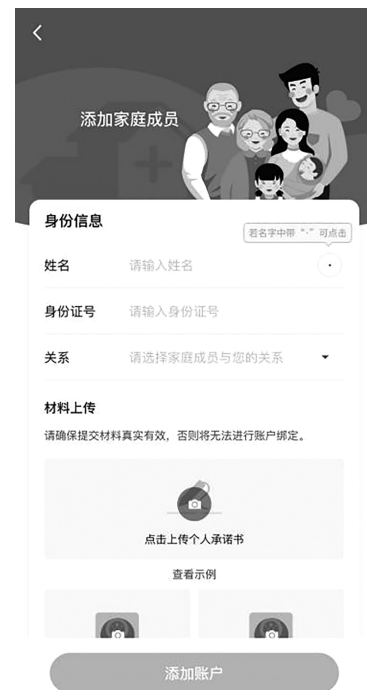 添加家庭成员
身份信息
若名字中带“·”可点击
姓名 请输入姓名 ·
身份证号 请输入身份证号
关系 请选择家庭成员与您的关系
材料上传
请确保提交材料真实有效，否则将无法进行账户绑定。
点击上传个人承诺书
查看示例
添加账户